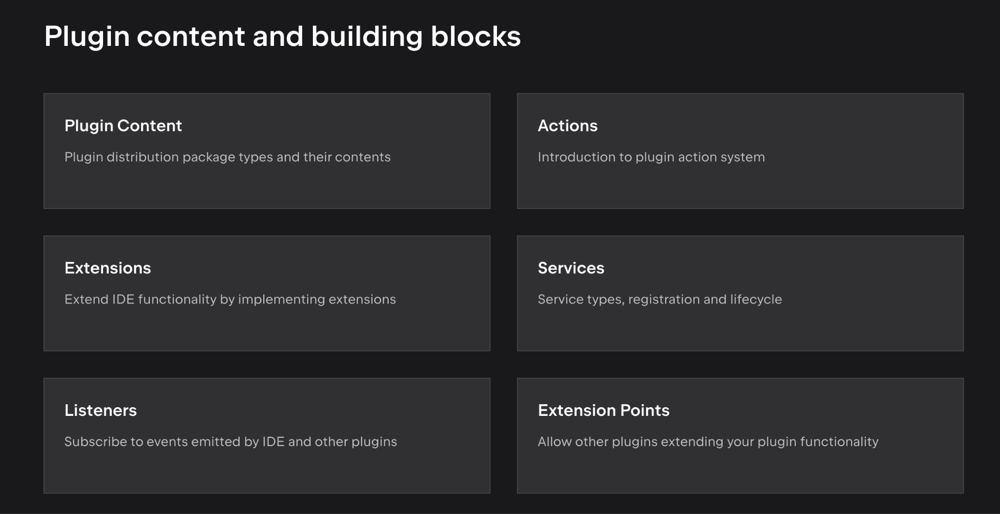 Plugin content and building blocks
Plugin Content
Plugin distribution package types and their contents
Actions
Introduction to plugin action system
Extensions
Extend IDE functionality by implementing extensions
Services
Service types, registration and lifecycle
Listeners
Subscribe to events emitted by IDE and other plugins
Extension Points
Allow other plugins extending your plugin functionality